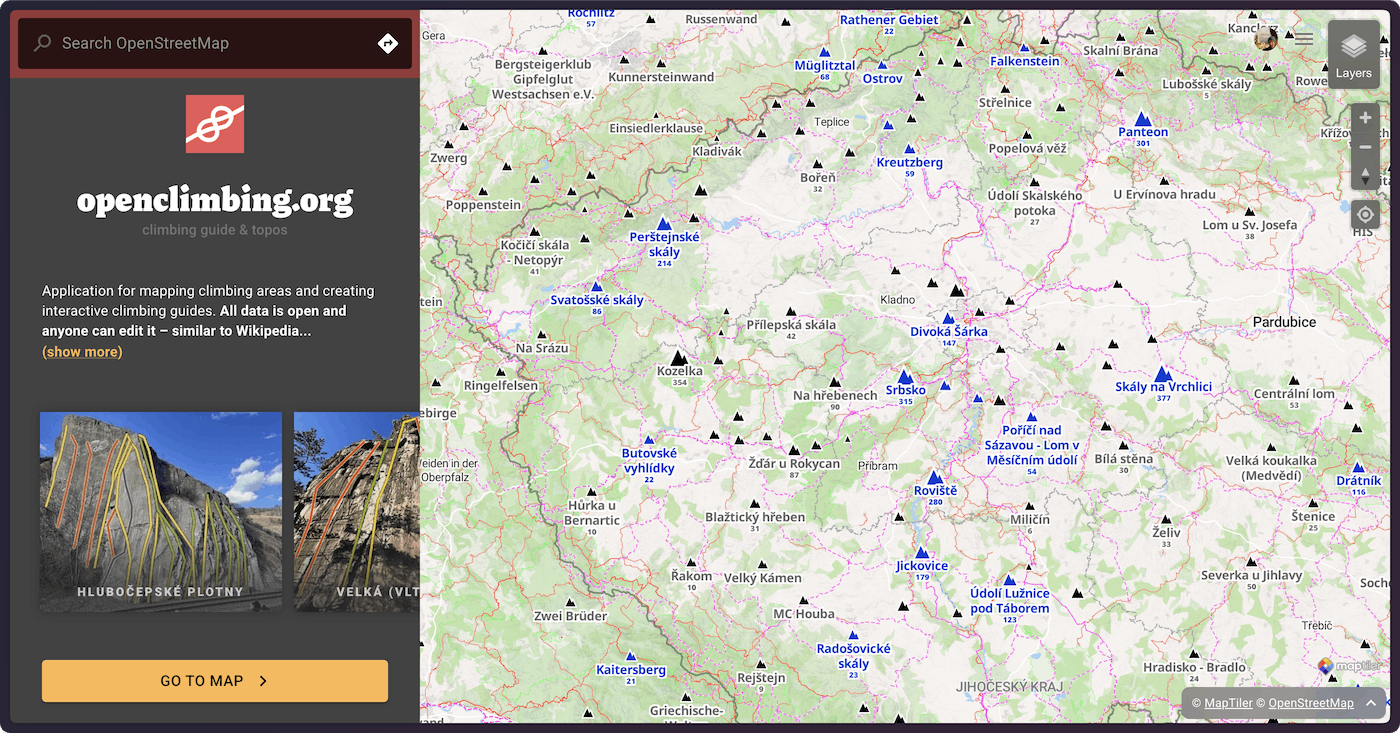 Search OpenStreetMap
openclimbing.org
climbing guide & topos
Application for mapping climbing areas and creating
interactive climbing guides. All data is open and
anyone can edit it – similar to Wikipedia...
(show more)
HLUBOČEPSKÉ PLOTNY
VELKÁ (VLT
GO TO MAP
Rochlitz
57
Russenwand
Rathener Gebiet
22
Gera
Bergsteigerklub
Gipfelglut
Westsachsen e.V.
Kunnersteinwand
Müglitztal
68
Ostrov
Falkenstein
Skalní Brána
Lubošské skály
5
Layers
Střelnice
Einsiedlerklause
Teplice
Kladivák
Panteon
301
Zwerg
Bořeň
32
Kreutzberg
59
Popelová věž
Poppenstein
Údolí Skalského
potoka
27
U Ervínova hradu
Lom u Sv. Josefa
38
HIS
Kočičí skála
- Netopýr
41
Perštejnské
skály
214
Svatošské skály
86
Kladno
Divoká Šárka
147
Pardubice
Přílepská skála
42
Na Srázu
Kozelka
354
Ringelfelsen
Na hřebenech
90
Srbsko
315
Skály na Vrchlici
377
Centrální lom
53
Butovské
vyhlídky
22
Žďár u Rokycan
87
Příbram
Poříčí nad
Sázavou - Lom v
Měsíčním údolí
54
Bílá stěna
30
Velká koukalka
(Medvědí)
Drátník
116
Oberpfalz
Roviště
280
Hůrka u
Bernartic
10
Blažtický hřeben
31
Miličín
6
Želiv
33
Štenice
25
Jickovice
179
Řakom
10
Velký Kámen
Údolí Lužnice
pod Táborem
123
Severka u Jihlavy
50
Zwei Brüder
MC Houba
Třebíč
Radošovické
skály
23
Kaitersberg
21
Rejštejn
9
Hradisko - Bradlo
24
maptiler
JIHOČESKÝ KRAJ
Griechische-
© MapTiler © OpenStreetMap